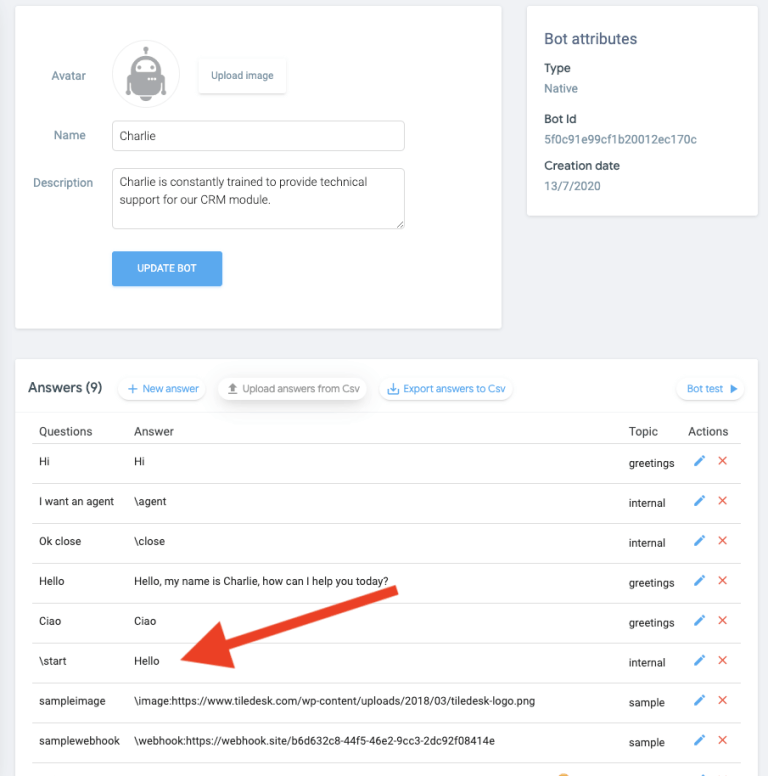 Avatar
Upload image
Name
Charlie
Description
Charlie is constantly trained to provide technical
support for our CRM module.
UPDATE BOT
Bot attributes
Type
Native
Bot Id
5f0c91e99cf1b20012ec170c
Creation date
13/7/2020
Answers (9) + New answer Upload answers from Csv Export answers to Csv Bot test
Questions Answer Topic Actions
Hi Hi greetings
I want an agent \agent internal
Ok close \close internal
Hello Hello, my name is Charlie, how can I help you today? greetings
Ciao Ciao greetings
\start Hello internal
sampleimage \image:https://www.tiledesk.com/wp-content/uploads/2018/03/tiledesk-logo.png sample
samplewebhook \webhook:https://webhook.site/b6d632c8-44f5-46e2-9cc3-2dc92f08414e sample